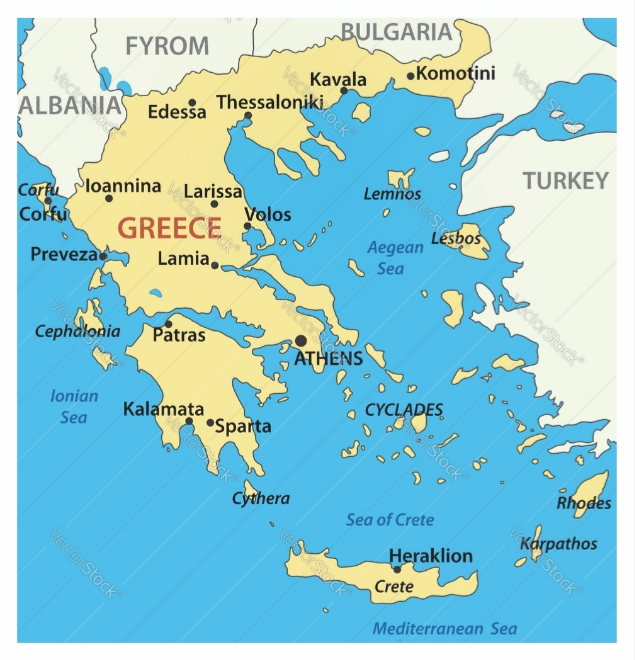 FYROM
BULGARIA
ALBANIA
Kavala
Komotini
Edessa
Thessaloniki
TURKEY
Corfu
Corfu
Ioannina
Larissa
Lemnos
GREECE
Volos
Lesbos
Aegean
Sea
Preveza
Lamia
Cephalonia
Patras
ATHENS
Ionian
Sea
Kalamata
Sparta
CYCLADES
Cythera
Rhodes
Sea of Crete
Karpathos
Heraklion
Crete
Mediterranean Sea
VectorStock®